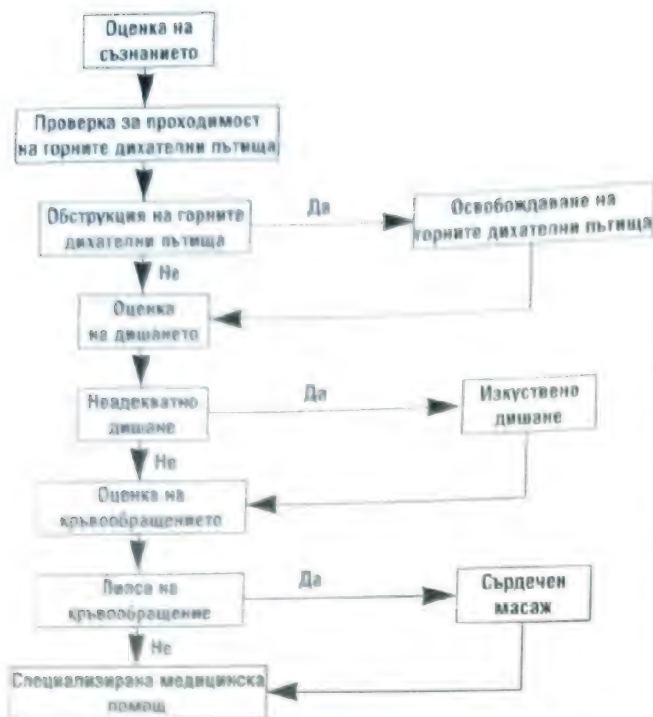 Оценка на
съзнанието
Проверка за проходимост
на горните дихателни пътища
Обструкция на горните
дихателни пътища
Да
Освобождаване на
горните дихателни пътища
Не
Оценка
на дишането
Неадекватно
дишане
Да
Изкуствено
дишане
Не
Оценка на
кръвообращението
Липса на
кръвообращение
Да
Сърдечен
масаж
Не
Специализирана медицинска
помощ